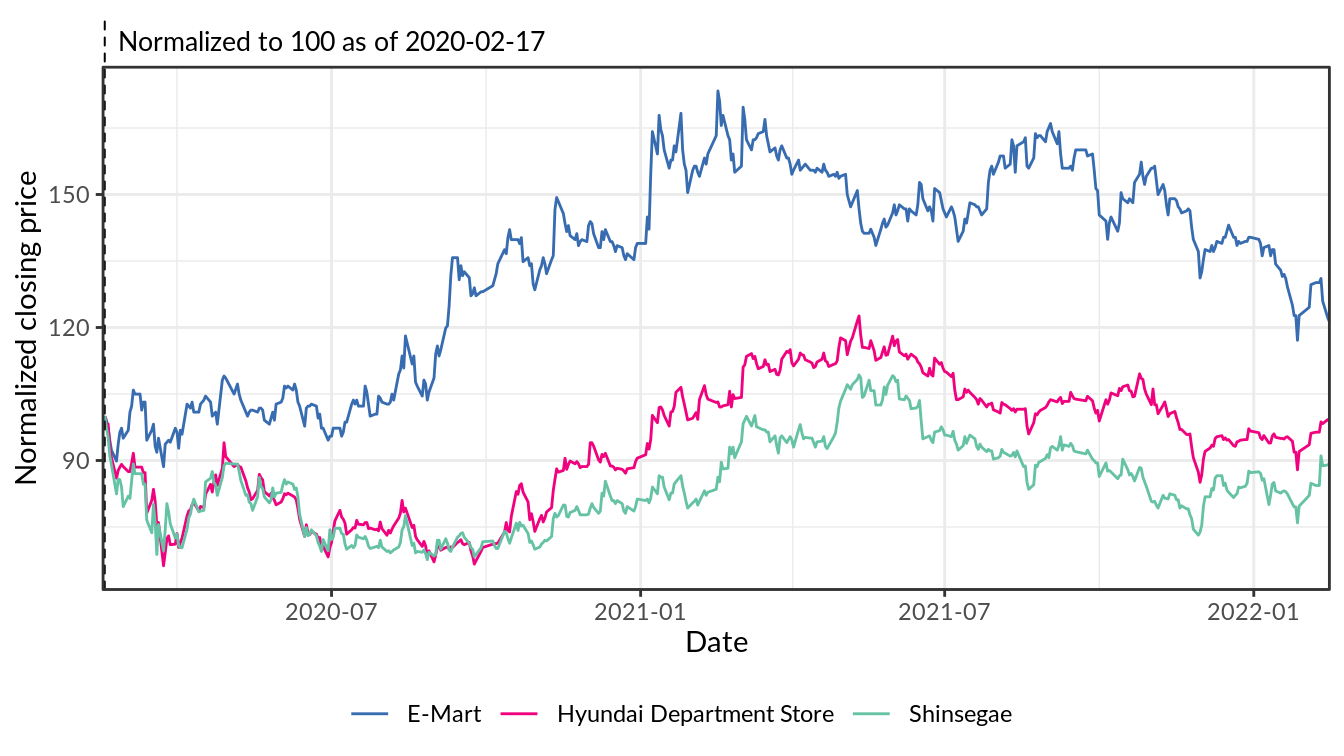 Normalized to 100 as of 2020-02-17
Normalized closing price
150
120
90
2020-07
2021-01
2021-07
2022-01
Date
E-Mart
Hyundai Department Store
Shinsegae